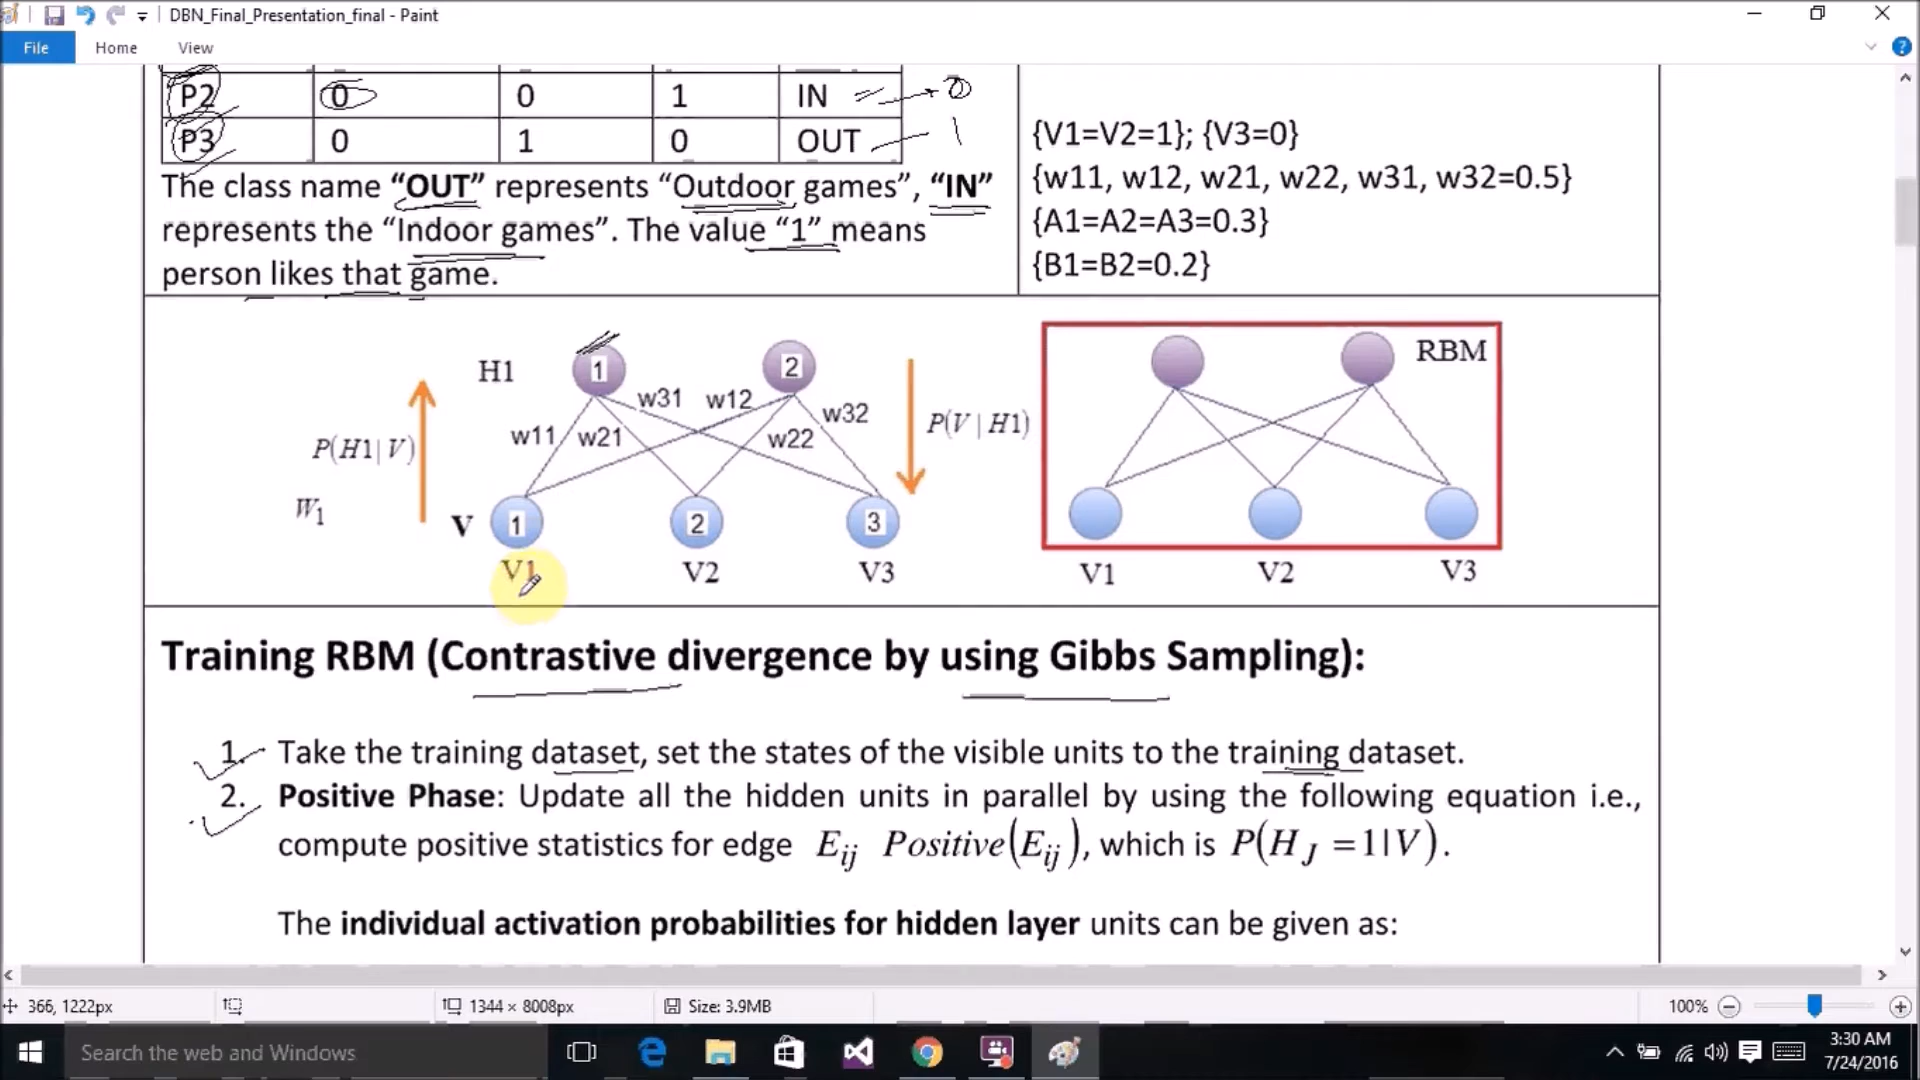 DBN_Final_Presentation_final - Paint
File Home View
P2 0 0 1 IN 0
P3 0 1 0 OUT 1
The class name “OUT” represents “Outdoor games”, “IN”
represents the “Indoor games”. The value “1” means
person likes that game.
{V1=V2=1}; {V3=0}
{w11, w12, w21, w22, w31, w32=0.5}
{A1=A2=A3=0.3}
{B1=B2=0.2}
H1 1 2
w31 w12 w32
w11 w21 w22
P(H1|V)
P(V|H1)
W1
V 1 2 3
V1 V2 V3
RBM
V1 V2 V3
Training RBM (Contrastive divergence by using Gibbs Sampling):
1. Take the training dataset, set the states of the visible units to the training dataset.
2. Positive Phase: Update all the hidden units in parallel by using the following equation i.e.,
compute positive statistics for edge Eij Positive(Eij), which is P(HJ =1|V).
The individual activation probabilities for hidden layer units can be given as:
366, 1222px 1344 × 8008px Size: 3.9MB 100%
Search the web and Windows
3:30 AM
7/24/2016